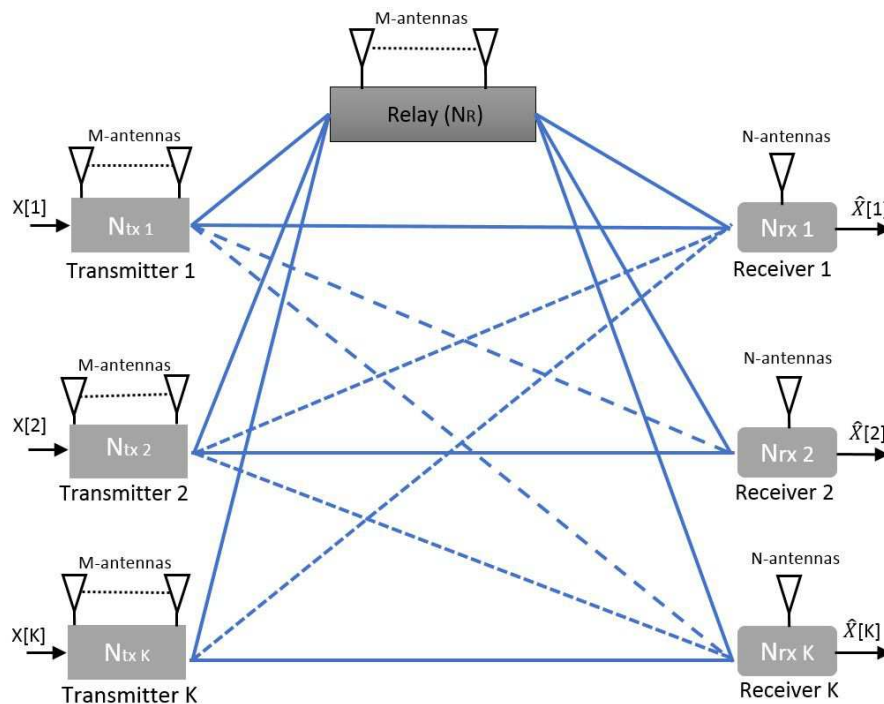 M-antennas
Relay (NR)
M-antennas
N-antennas
X[1]
Ntx 1
Nrx 1
X̂[1]
Transmitter 1
Receiver 1
M-antennas
N-antennas
X[2]
Ntx 2
Nrx 2
X̂[2]
Transmitter 2
Receiver 2
M-antennas
N-antennas
X[K]
Ntx K
Nrx K
X̂[K]
Transmitter K
Receiver K